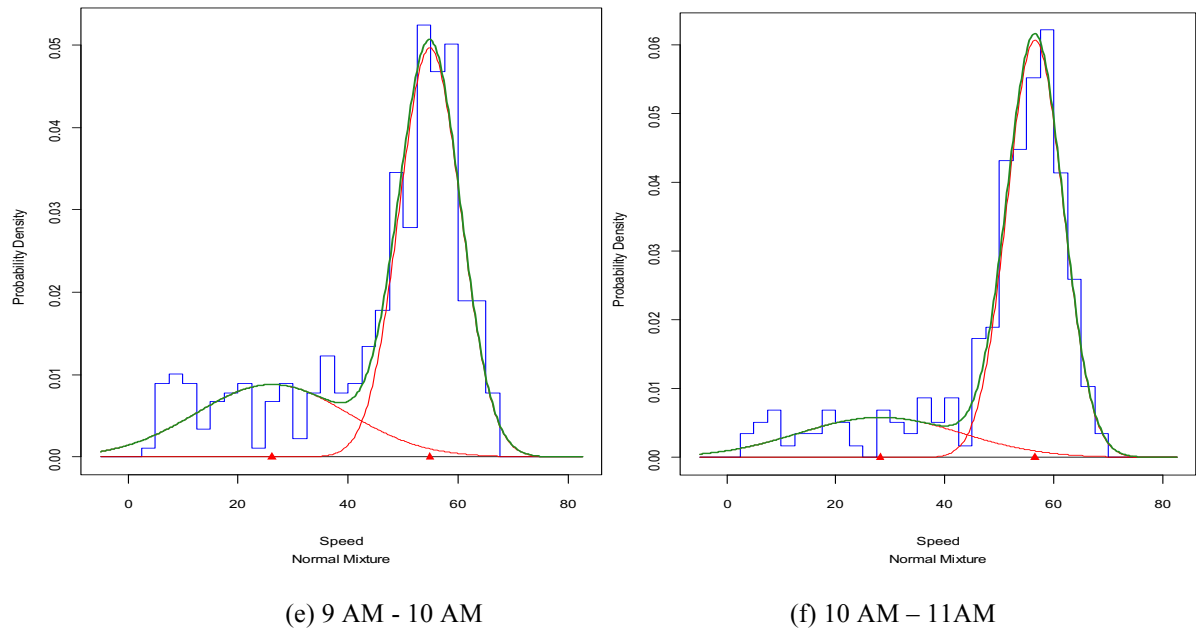 Probability Density
0.00
0.01
0.02
0.03
0.04
0.05
0 20 40 60 80
Speed
Normal Mixture
(e) 9 AM - 10 AM
Probability Density
0.00
0.01
0.02
0.03
0.04
0.05
0.06
0 20 40 60 80
Speed
Normal Mixture
(f) 10 AM – 11AM